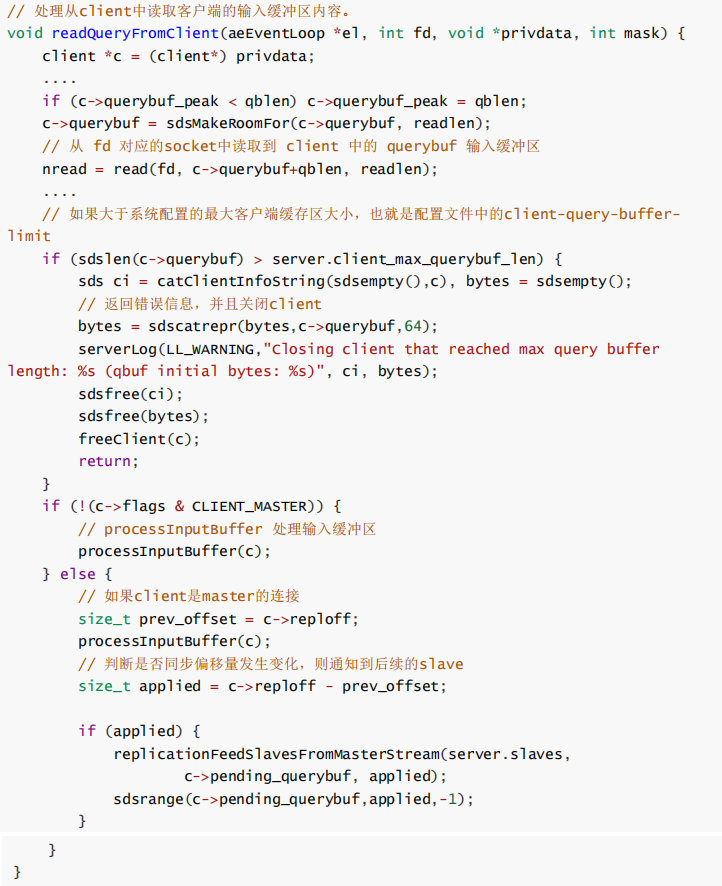 // 处理从client中读取客户端的输入缓冲区内容。
void readQueryFromClient(aeEventLoop *el, int fd, void *privdata, int mask) {
    client *c = (client*) privdata;
    ....
    if (c->querybuf_peak < qblen) c->querybuf_peak = qblen;
    c->querybuf = sdsMakeRoomFor(c->querybuf, readlen);
    // 从 fd 对应的socket中读取到 client 中的 querybuf 输入缓冲区
    nread = read(fd, c->querybuf+qblen, readlen);
    ....
    // 如果大于系统配置的最大客户端缓存区大小，也就是配置文件中的client-query-buffer-
limit
    if (sdslen(c->querybuf) > server.client_max_querybuf_len) {
        sds ci = catClientInfoString(sdsempty(),c), bytes = sdsempty();
        // 返回错误信息，并且关闭client
        bytes = sdscatrepr(bytes,c->querybuf,64);
        serverLog(LL_WARNING,"Closing client that reached max query buffer
length: %s (qbuf initial bytes: %s)", ci, bytes);
        sdsfree(ci);
        sdsfree(bytes);
        freeClient(c);
        return;
    }
    if (!(c->flags & CLIENT_MASTER)) {
        // processInputBuffer 处理输入缓冲区
        processInputBuffer(c);
    } else {
        // 如果client是master的连接
        size_t prev_offset = c->reploff;
        processInputBuffer(c);
        // 判断是否同步偏移量发生变化，则通知到后续的slave
        size_t applied = c->reploff - prev_offset;

        if (applied) {
            replicationFeedSlavesFromMasterStream(server.slaves,
                    c->pending_querybuf, applied);
            sdsrange(c->pending_querybuf,applied,-1);
        }
    }
}